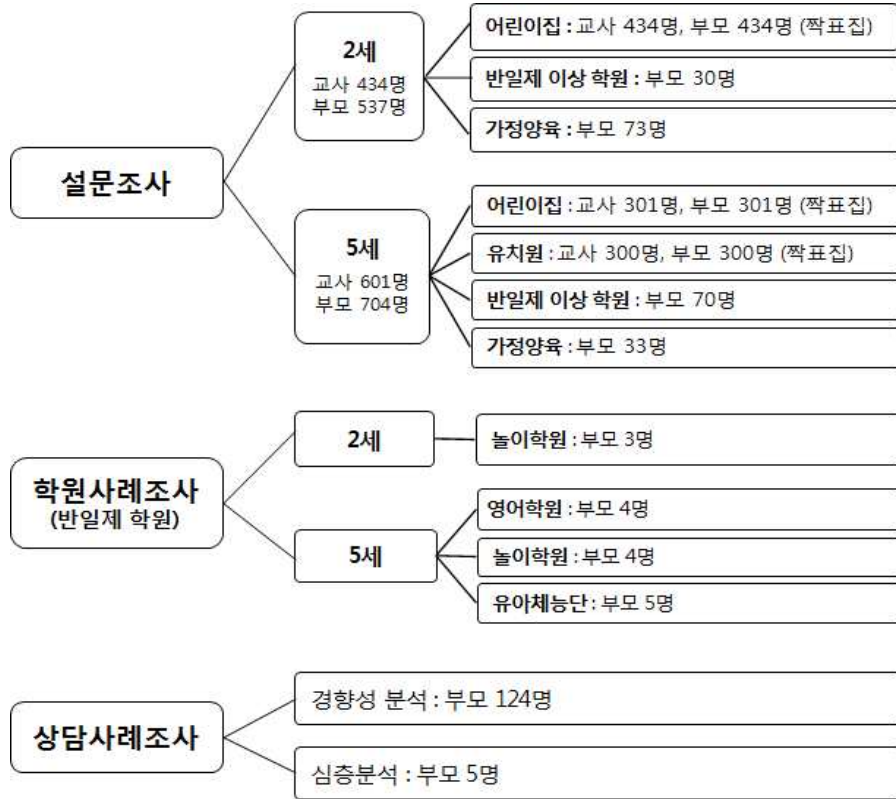 설문조사
2세
교사 434명
부모 537명
어린이집 : 교사 434명, 부모 434명 (짝표집)
반일제 이상 학원 : 부모 30명
가정양육 : 부모 73명
5세
교사 601명
부모 704명
어린이집 : 교사 301명, 부모 301명 (짝표집)
유치원 : 교사 300명, 부모 300명 (짝표집)
반일제 이상 학원 : 부모 70명
가정양육 : 부모 33명
학원사례조사
(반일제 학원)
2세
놀이학원 : 부모 3명
5세
영어학원 : 부모 4명
놀이학원 : 부모 4명
유아체능단 : 부모 5명
상담사례조사
경향성 분석 : 부모 124명
심층분석 : 부모 5명